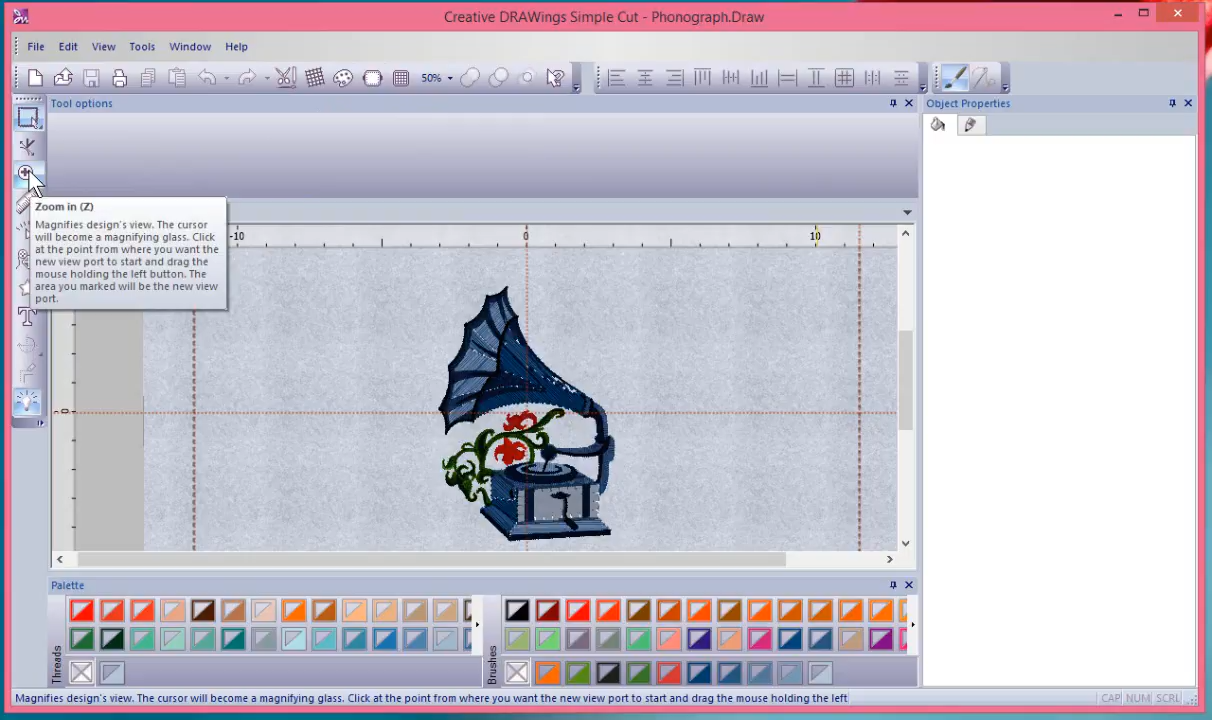 Creative DRAWings Simple Cut - Phonograph.Draw
File Edit View Tools Window Help
50%
Tool options
Object Properties
Zoom in (Z)
Magnifies design's view. The cursor
will become a magnifying glass. Click
at the point from where you want the
new view port to start and drag the
mouse holding the left button. The
area you marked will be the new view
port.
-10 0 10
0
Palette
Threads
Brushes
Magnifies design's view. The cursor will become a magnifying glass. Click at the point from where you want the new view port to start and drag the mouse holding the left
CAP NUM SCRL